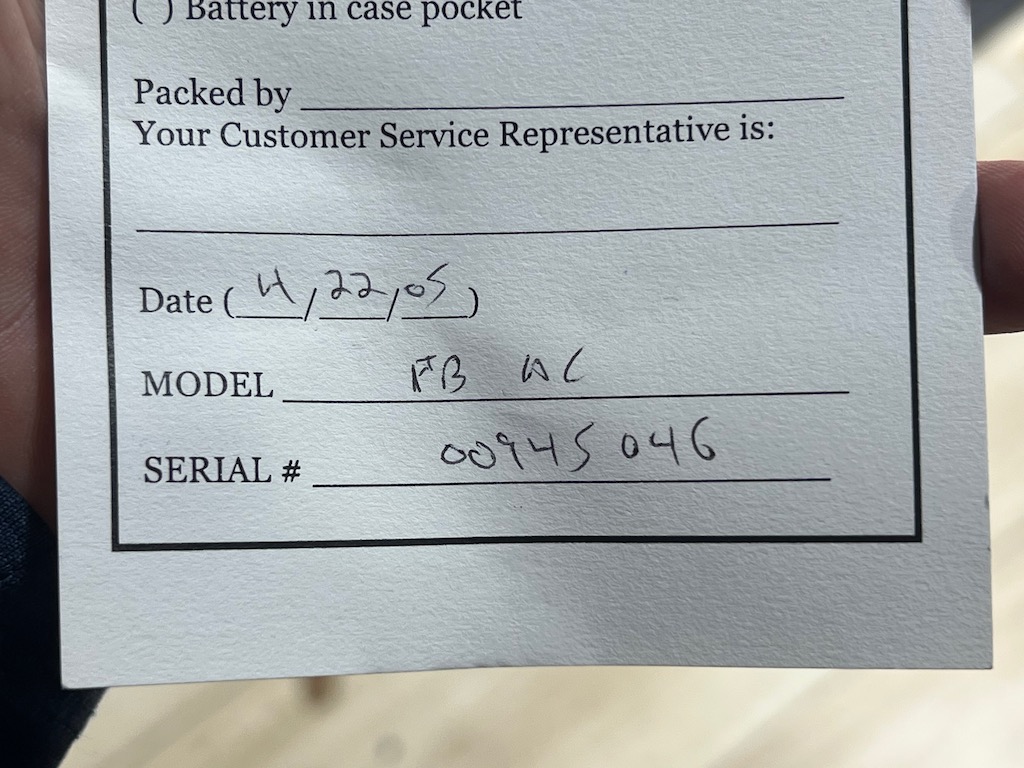 ( ) Battery in case pocket
Packed by
Your Customer Service Representative is:
Date (4/22/05)
MODEL FB WC
SERIAL # 00945046